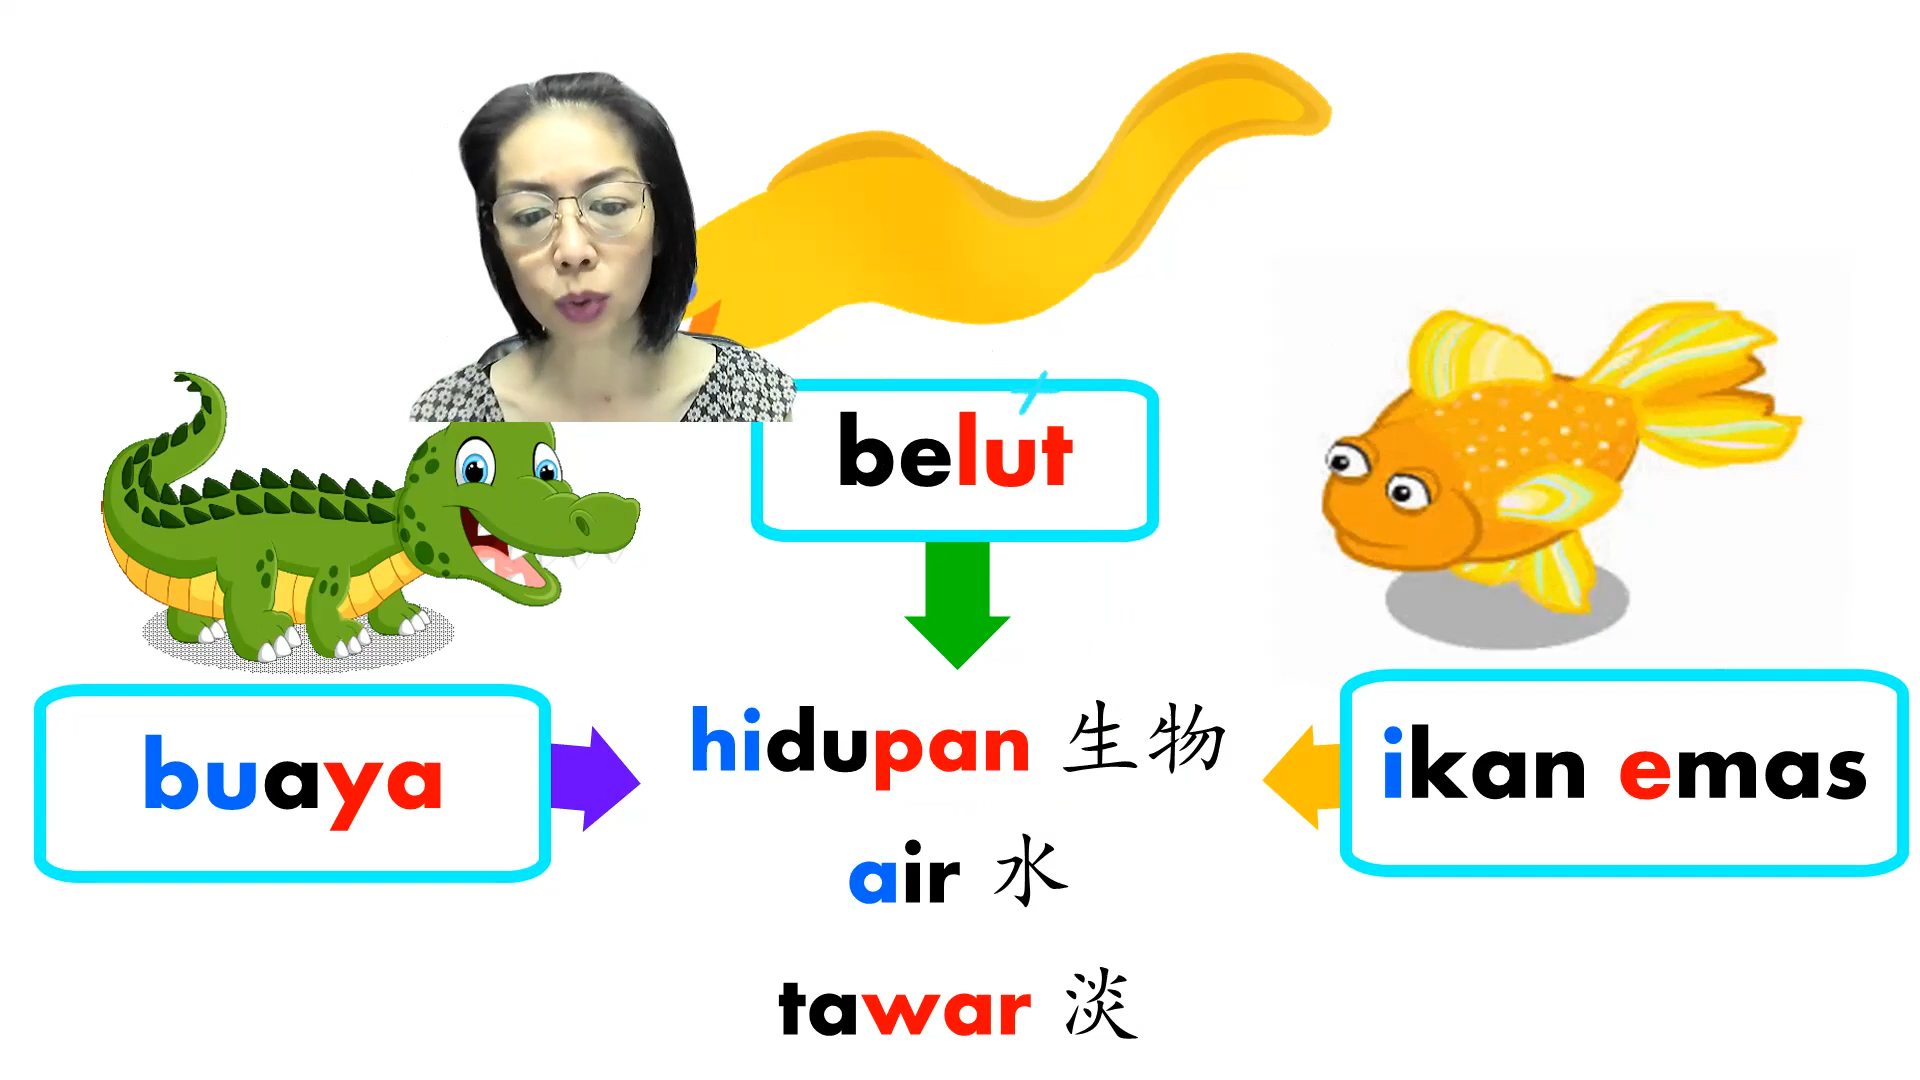 belut
buaya
hidupan 生物
ikan emas
air 水
tawar 淡